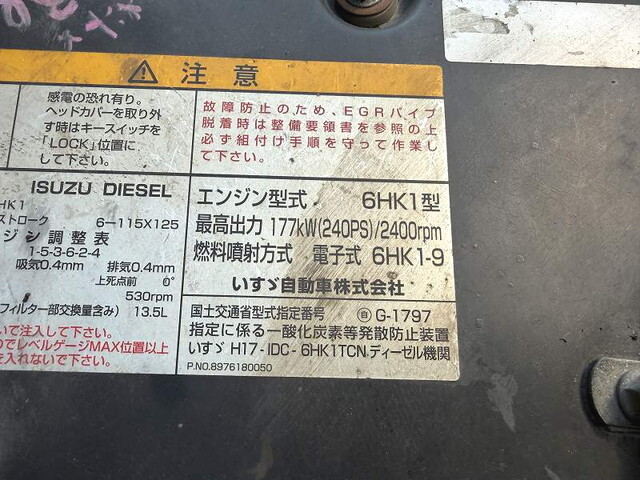 注意
感電の恐れ有り。
ヘッドカバーを取り外
す時はキースイッチを
「LOCK」位置に
して下さい。
故障防止のため、EGRパイプ
脱着時は整備要領書を参照の上
必ず組付け手順を守って作業し
て下さい。
ISUZU DIESEL
HK1
ストローク 6-115X125
ジン調整表
1-5-3-6-2-4
吸気0.4mm 排気0.4mm
上死点前 0°
530rpm
フィルター部交換量含み) 13.5L
いて注入して下さい。
のでレベルゲージMAX位置以上
を入れないで下さい。
エンジン型式 6HK1型
最高出力 177kW(240PS)/2400rpm
燃料噴射方式 電子式 6HK1-9
いすゞ自動車株式会社
国土交通省型式指定番号 G-1797
指定に係る一酸化炭素等発散防止装置
いすゞ H17-IDC-6HK1TCN ディーゼル機関
P.NO.8976180050